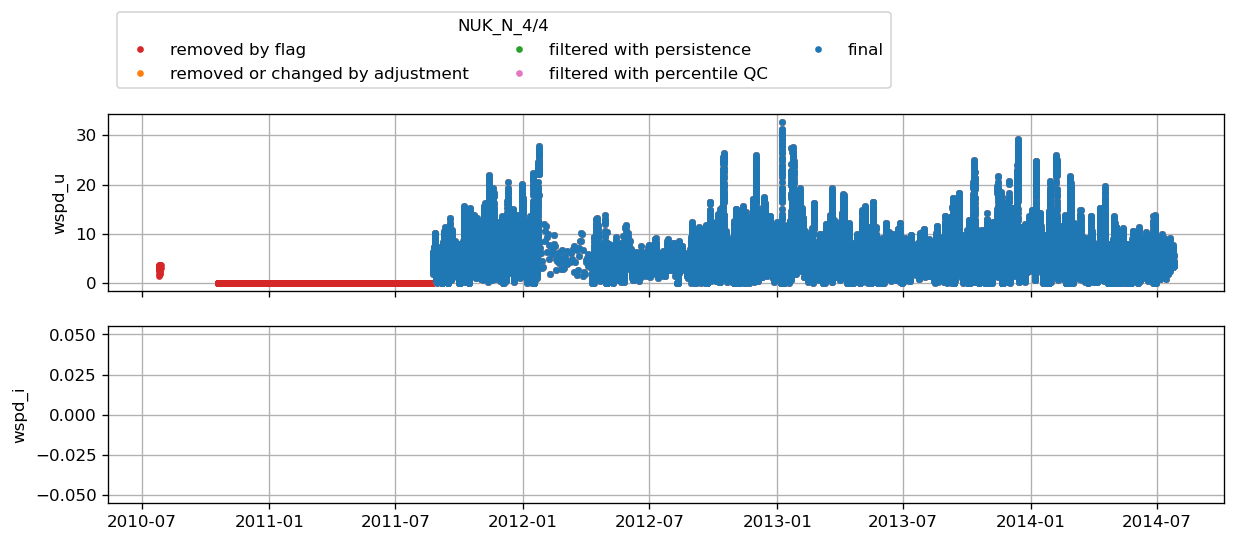 NUK_N_4/4
removed by flag
filtered with persistence
final
removed or changed by adjustment
filtered with percentile QC
30
20
10
0
wspd_u
0.050
0.025
0.000
−0.025
−0.050
wspd_i
2010-07
2011-01
2011-07
2012-01
2012-07
2013-01
2013-07
2014-01
2014-07